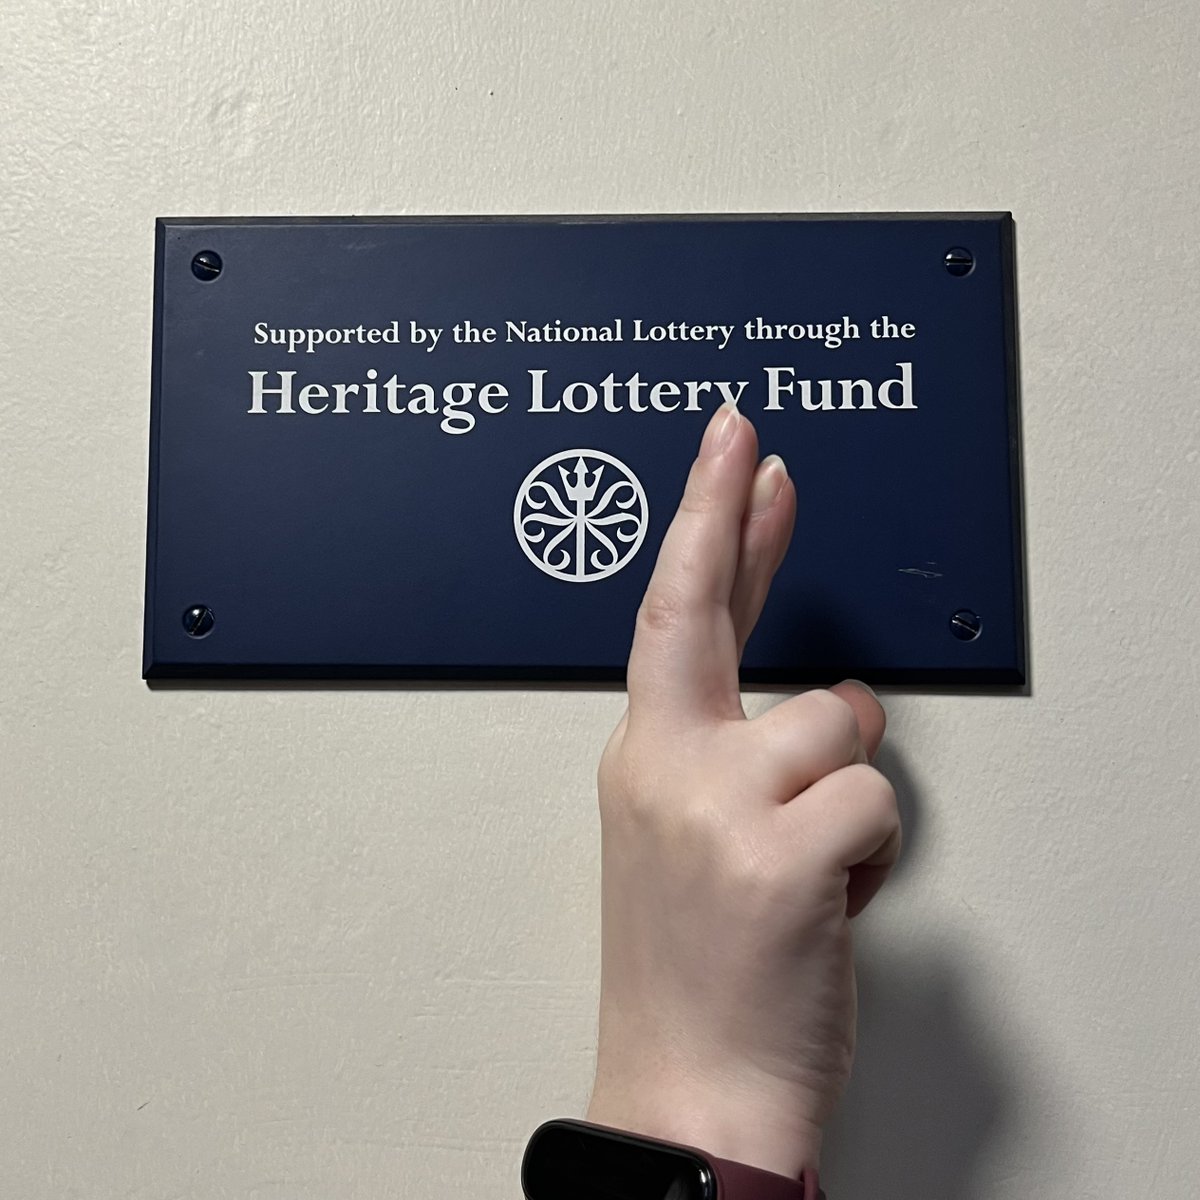 Supported by the National Lottery through the
Heritage Lottery Fund